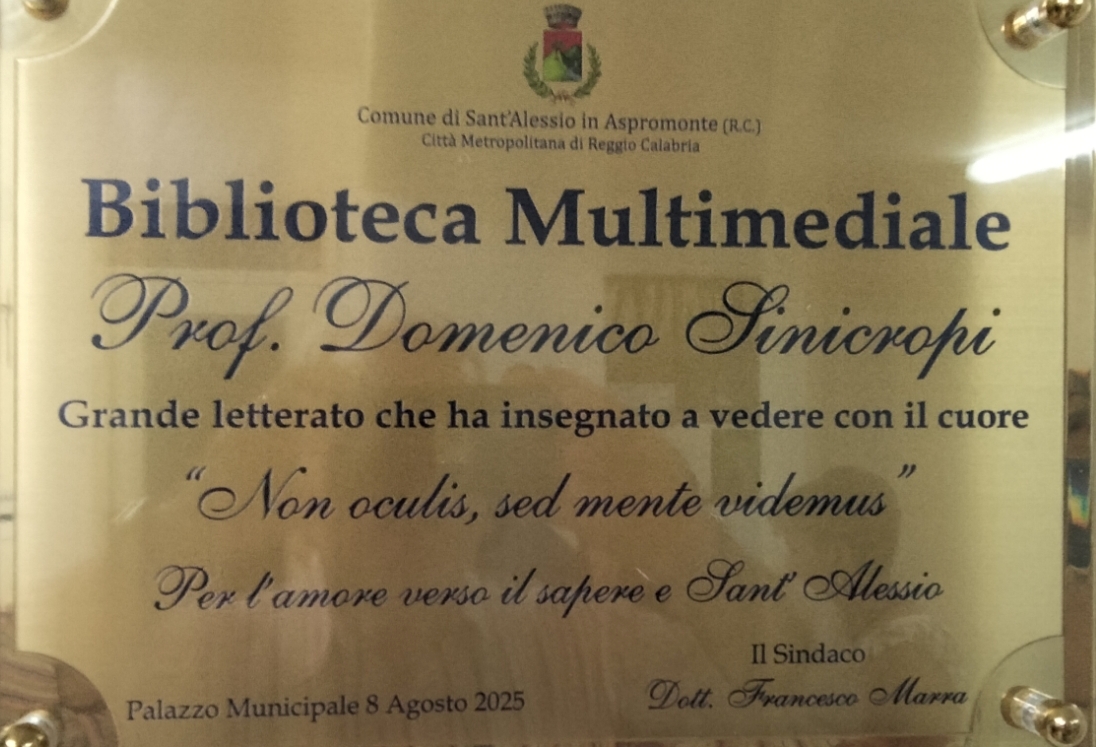 Comune di Sant'Alessio in Aspromonte (R.C.)
Città Metropolitana di Reggio Calabria
Biblioteca Multimediale
Prof. Domenico Sinicropi
Grande letterato che ha insegnato a vedere con il cuore
“Non oculis, sed mente videmus”
Per l'amore verso il sapere e Sant' Alessio
Il Sindaco
Palazzo Municipale 8 Agosto 2025
Dott. Francesco Marra